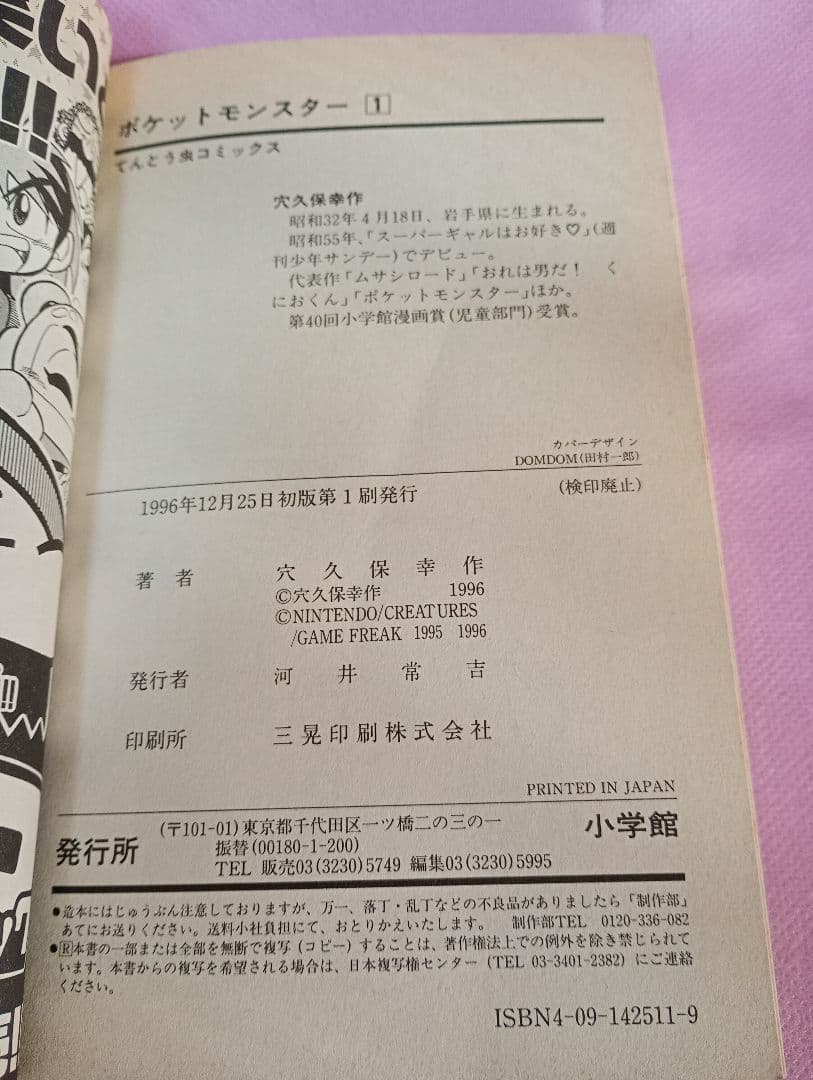 い
!!
ポケットモンスター 1
てんとう虫コミックス
穴久保幸作
昭和32年4月18日、岩手県に生まれる。
昭和55年、「スーパーギャルはお好き♡」(週
刊少年サンデー)でデビュー。
代表作「ムサシロード」「おれは男だ! く
におくん」「ポケットモンスター」ほか。
第40回小学館漫画賞(児童部門)受賞。
カバーデザイン
DOMDOM(田村一郎)
1996年12月25日初版第1刷発行 (検印廃止)
著者 穴久保幸作
©穴久保幸作 1996
©NINTENDO/CREATURES
/GAME FREAK 1995 1996
発行者 河井常吉
印刷所 三晃印刷株式会社
PRINTED IN JAPAN
発行所 (〒101-01)東京都千代田区一ツ橋二の三の一 小学館
振替(00180-1-200)
TEL 販売03(3230)5749 編集03(3230)5995
●造本にはじゅうぶん注意しておりますが、万一、落丁・乱丁などの不良品がありましたら「制作部」
あてにお送りください。送料小社負担にて、おとりかえいたします。 制作部TEL 0120-336-082
●Ⓡ本書の一部または全部を無断で複写(コピー)することは、著作権法上での例外を除き禁じられて
います。本書からの複写を希望される場合は、日本複写権センター(TEL 03-3401-2382)にご連絡
ください。
ISBN4-09-142511-9